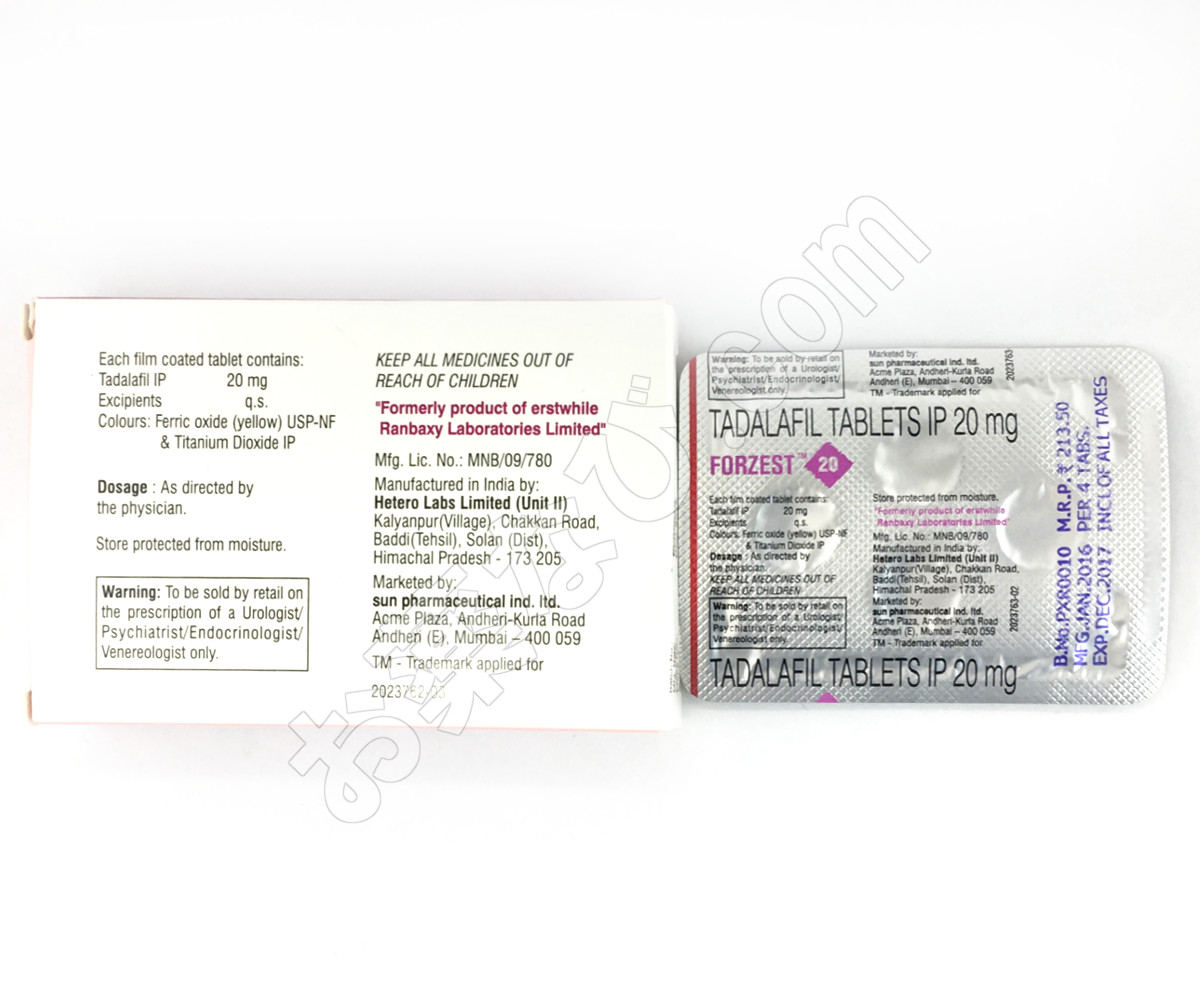 Each film coated tablet contains:
Tadalafil IP 20 mg
Excipients q.s.
Colours: Ferric oxide (yellow) USP-NF
& Titanium Dioxide IP
Dosage : As directed by
the physician.
Store protected from moisture.
Warning: To be sold by retail on
the prescription of a Urologist/
Psychiatrist/Endocrinologist/
Venereologist only.
KEEP ALL MEDICINES OUT OF
REACH OF CHILDREN
"Formerly product of erstwhile
Ranbaxy Laboratories Limited"
Mfg. Lic. No.: MNB/09/780
Manufactured in India by:
Hetero Labs Limited (Unit II)
Kalyanpur(Village), Chakkan Road,
Baddi(Tehsil), Solan (Dist),
Himachal Pradesh - 173 205
Marketed by:
sun pharmaceutical ind. ltd.
Acme Plaza, Andheri-Kurla Road
Andheri (E), Mumbai – 400 059
TM - Trademark applied for
Warning: To be sold by retail on
the prescription of a Urologist/
Psychiatrist/Endocrinologist/
Venereologist only.
Marketed by:
sun pharmaceutical ind. ltd.
Acme Plaza, Andheri-Kurla Road
Andheri (E), Mumbai – 400 059
TM - Trademark applied for
2023763
TADALAFIL TABLETS IP 20 mg
FORZEST™ 20
Each film coated tablet contains:
Tadalafil IP 20 mg
Excipients q.s.
Colours: Ferric oxide (yellow) USP-NF
& Titanium Dioxide IP
Dosage : As directed by
the physician.
KEEP ALL MEDICINES OUT OF
REACH OF CHILDREN
Warning: To be sold by retail on
the prescription of a Urologist/
Psychiatrist/Endocrinologist/
Venereologist only.
Store protected from moisture.
"Formerly product of erstwhile
Ranbaxy Laboratories Limited"
Mfg. Lic. No.: MNB/09/780
Manufactured in India by:
Hetero Labs Limited (Unit II)
Kalyanpur(Village), Chakkan Road,
Baddi(Tehsil), Solan (Dist),
Himachal Pradesh - 173 205
Marketed by:
sun pharmaceutical ind. ltd.
Acme Plaza, Andheri-Kurla Road
Andheri (E), Mumbai – 400 059
TM - Trademark applied for
2023763-02
TADALAFIL TABLETS IP 20 mg
B.No.PXR0010 M.R.P. ₹ 213.50
MFG.JAN.2016 PER 4 TABS.
EXP.DEC.2017 INCL.OF ALL TAXES
お薬なび.com